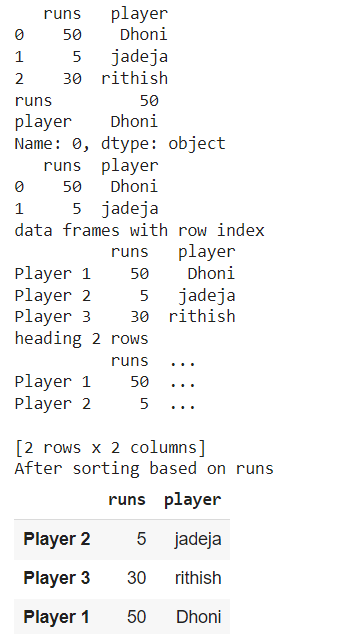 runs   player
0    50    Dhoni
1     5   jadeja
2    30  rithish
runs         50
player    Dhoni
Name: 0, dtype: object
   runs  player
0    50   Dhoni
1     5  jadeja
data frames with row index
          runs   player
Player 1    50    Dhoni
Player 2     5   jadeja
Player 3    30  rithish
heading 2 rows
          runs  ...
Player 1    50  ...
Player 2     5  ...

[2 rows x 2 columns]
After sorting based on runs
runs player
Player 2 5 jadeja
Player 3 30 rithish
Player 1 50 Dhoni